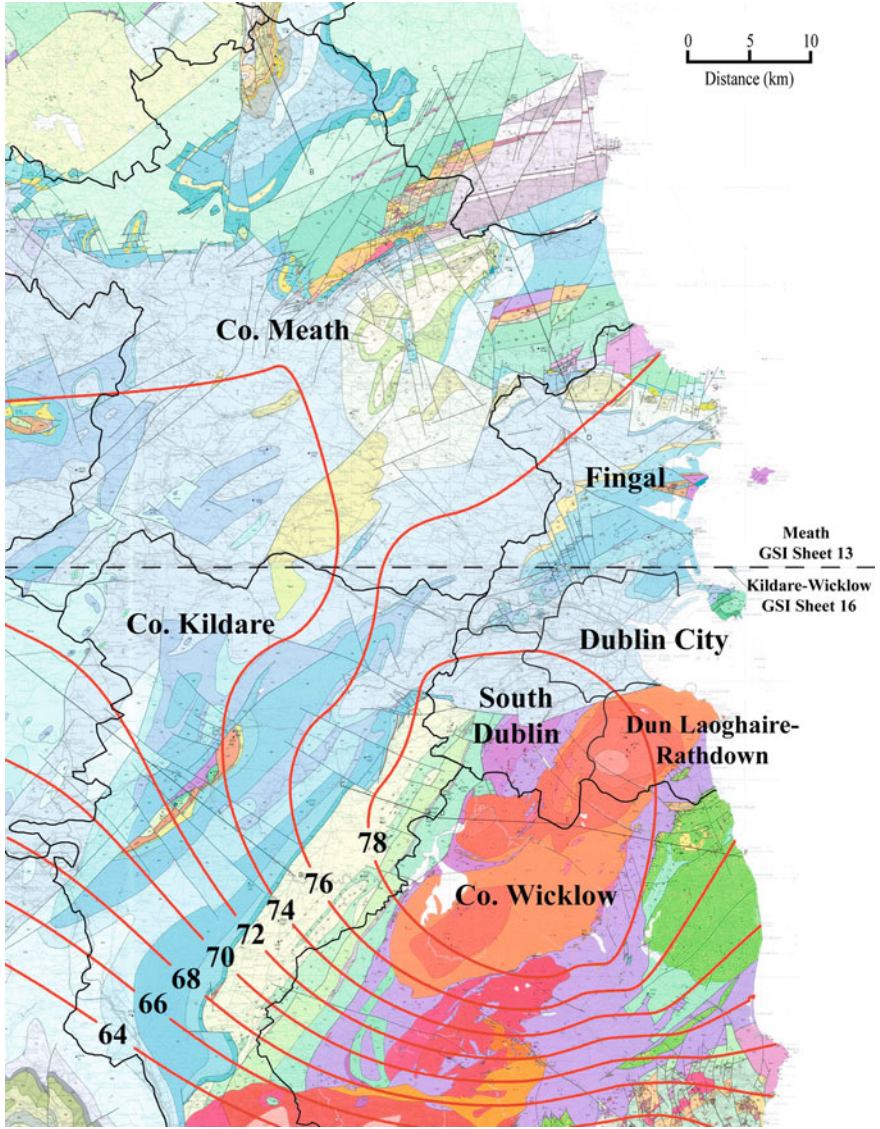 0 5 10
Distance (km)
Co. Meath
Fingal
Meath
GSI Sheet 13
Kildare-Wicklow
GSI Sheet 16
Co. Kildare
Dublin City
South
Dublin
Dun Laoghaire-
Rathdown
78
76
Co. Wicklow
74
72
70
68
66
64